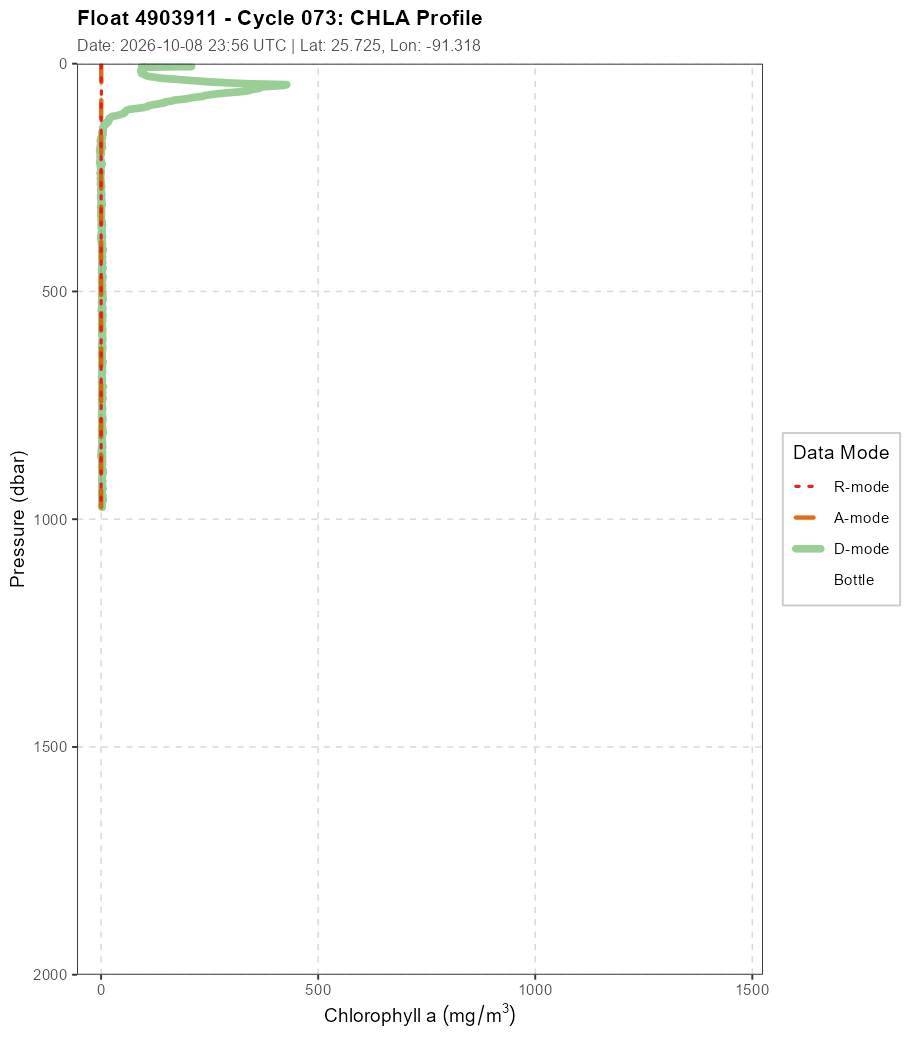 Float 4903911 - Cycle 073: CHLA Profile
Date: 2026-10-08 23:56 UTC | Lat: 25.725, Lon: -91.318
0
500
1000
1500
2000
Pressure (dbar)
0 500 1000 1500
Chlorophyll a (mg/m³)
Data Mode
R-mode
A-mode
D-mode
Bottle